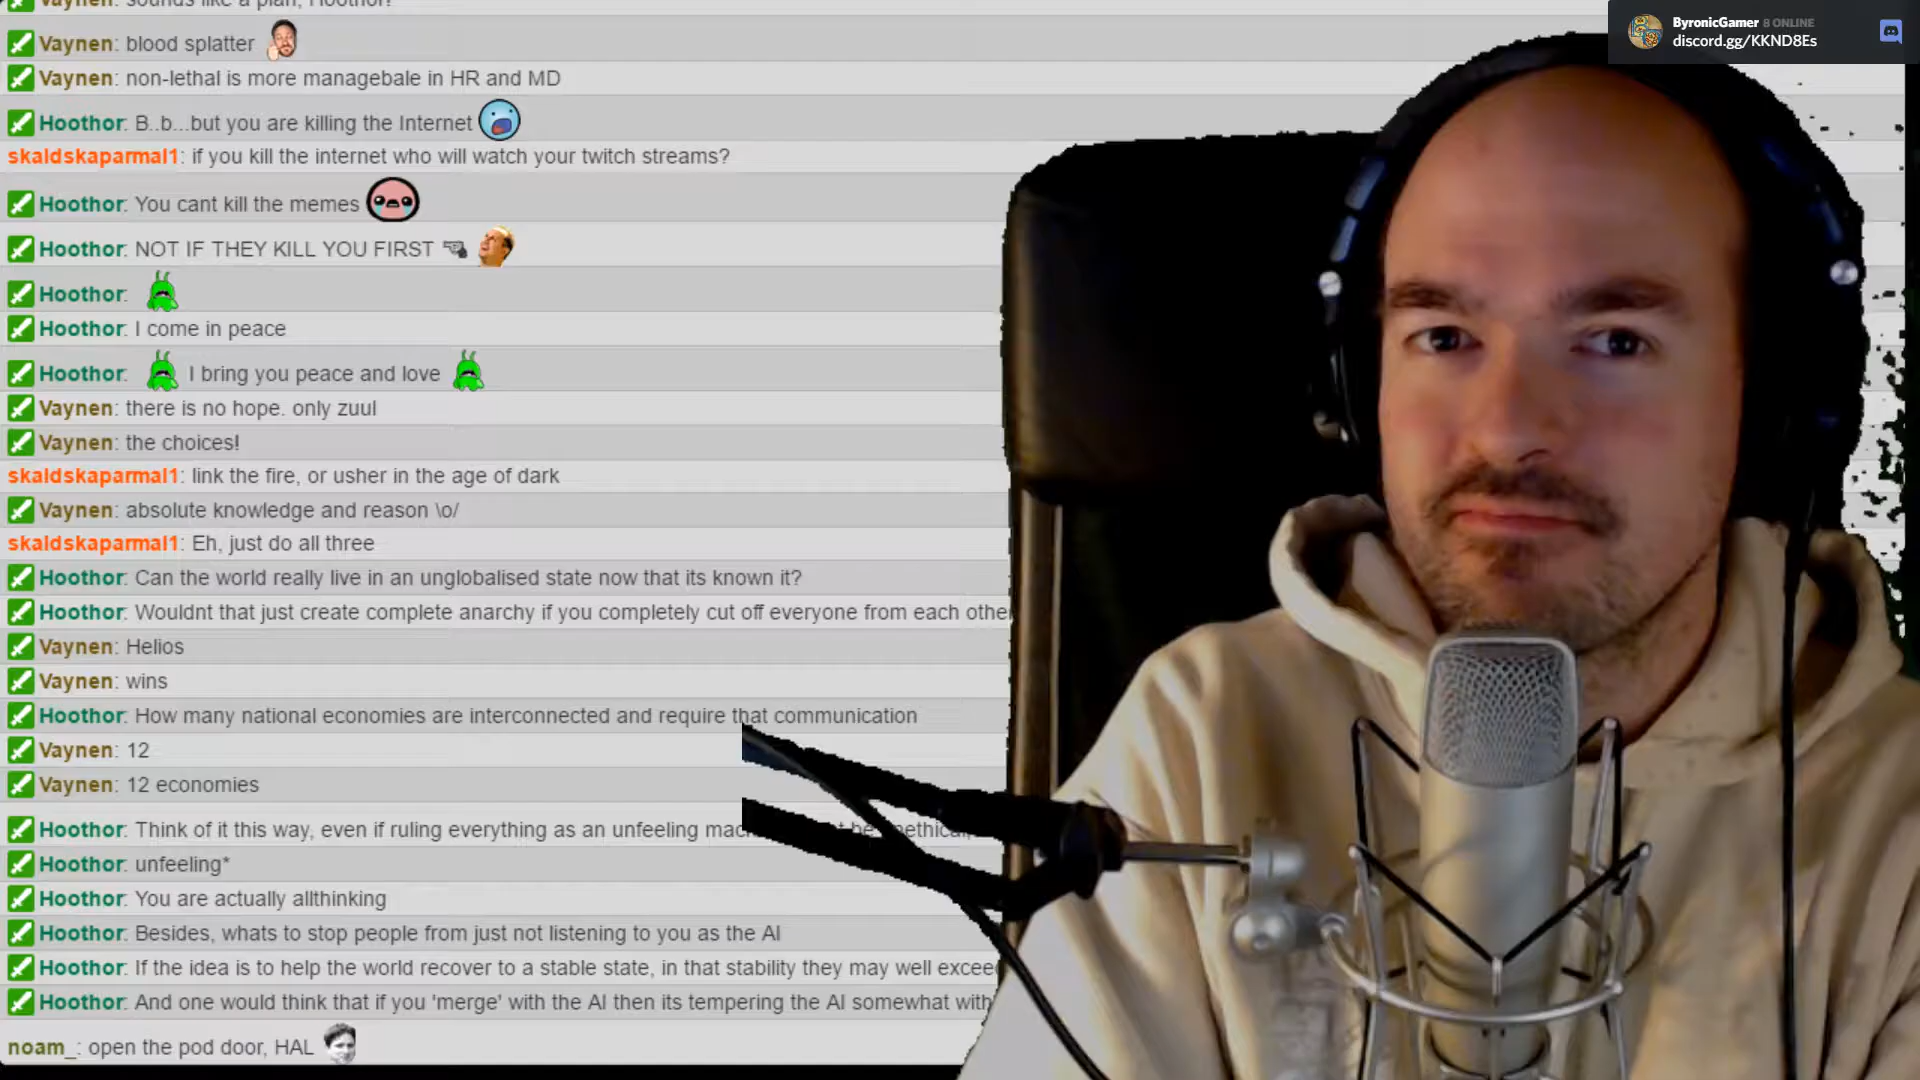 Vaynen: sounds like a plan, Hoothor!
ByronicGamer 8 ONLINE
discord.gg/KKND8Es
Vaynen: blood splatter
Vaynen: non-lethal is more managebale in HR and MD
Hoothor: B..b...but you are killing the Internet
skaldskaparmal1: if you kill the internet who will watch your twitch streams?
Hoothor: You cant kill the memes
Hoothor: NOT IF THEY KILL YOU FIRST
Hoothor:
Hoothor: I come in peace
Hoothor: I bring you peace and love
Vaynen: there is no hope. only zuul
Vaynen: the choices!
skaldskaparmal1: link the fire, or usher in the age of dark
Vaynen: absolute knowledge and reason \o/
skaldskaparmal1: Eh, just do all three
Hoothor: Can the world really live in an unglobalised state now that its known it?
Hoothor: Wouldnt that just create complete anarchy if you completely cut off everyone from each othe
Vaynen: Helios
Vaynen: wins
Hoothor: How many national economies are interconnected and require that communication
Vaynen: 12
Vaynen: 12 economies
Hoothor: Think of it this way, even if ruling everything as an unfeeling
Hoothor: unfeeling*
Hoothor: You are actually allthinking
Hoothor: Besides, whats to stop people from just not listening to you as the AI
Hoothor: If the idea is to help the world recover to a stable state, in that stability they may well excee
Hoothor: And one would think that if you 'merge' with the AI then its tempering the AI somewhat with
noam_: open the pod door, HAL